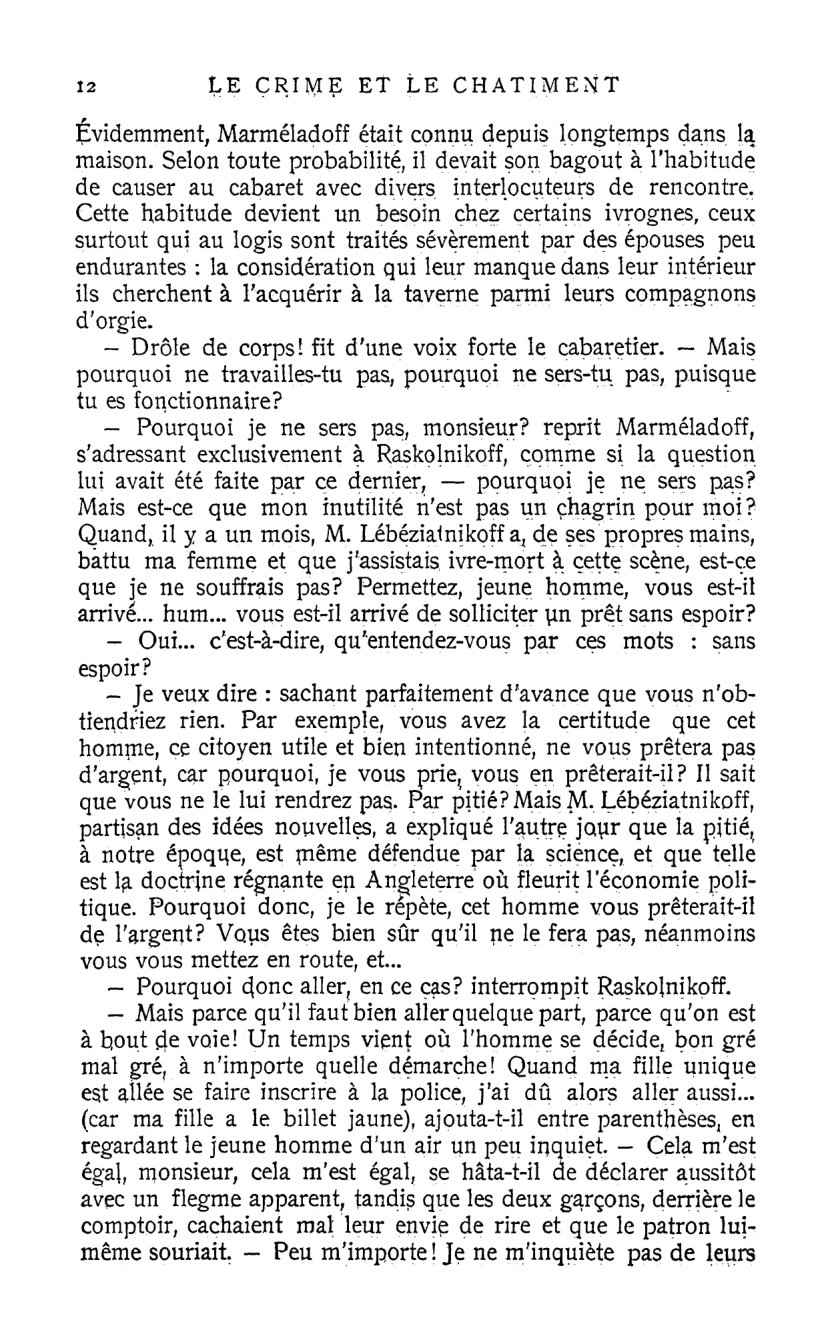 12 LE CRIME ET LE CHATIMENT
Évidemment, Marméladoff était connu depuis longtemps dans la
maison. Selon toute probabilité, il devait son bagout à l'habitude
de causer au cabaret avec divers interlocuteurs de rencontre.
Cette habitude devient un besoin chez certains ivrognes, ceux
surtout qui au logis sont traités sévèrement par des épouses peu
endurantes : la considération qui leur manque dans leur intérieur
ils cherchent à l'acquérir à la taverne parmi leurs compagnons
d'orgie.
— Drôle de corps! fit d'une voix forte le cabaretier. — Mais
pourquoi ne travailles-tu pas, pourquoi ne sers-tu pas, puisque
tu es fonctionnaire?
— Pourquoi je ne sers pas, monsieur? reprit Marméladoff,
s'adressant exclusivement à Raskolnikoff, comme si la question
lui avait été faite par ce dernier, — pourquoi je ne sers pas?
Mais est-ce que mon inutilité n'est pas un chagrin pour moi?
Quand, il y a un mois, M. Lébéziatnikoff a, de ses propres mains,
battu ma femme et que j'assistais ivre-mort à cette scène, est-ce
que je ne souffrais pas? Permettez, jeune homme, vous est-il
arrivé... hum... vous est-il arrivé de solliciter un prêt sans espoir?
— Oui... c'est-à-dire, qu'entendez-vous par ces mots : sans
espoir?
— Je veux dire : sachant parfaitement d'avance que vous n'ob-
tiendriez rien. Par exemple, vous avez la certitude que cet
homme, ce citoyen utile et bien intentionné, ne vous prêtera pas
d'argent, car pourquoi, je vous prie, vous en prêterait-il? Il sait
que vous ne le lui rendrez pas. Par pitié? Mais M. Lébéziatnikoff,
partisan des idées nouvelles, a expliqué l'autre jour que la pitié,
à notre époque, est même défendue par la science, et que telle
est la doctrine régnante en Angleterre où fleurit l'économie poli-
tique. Pourquoi donc, je le répète, cet homme vous prêterait-il
de l'argent? Vous êtes bien sûr qu'il ne le fera pas, néanmoins
vous vous mettez en route, et...
— Pourquoi donc aller, en ce cas? interrompit Raskolnikoff.
— Mais parce qu'il faut bien aller quelque part, parce qu'on est
à bout de voie! Un temps vient où l'homme se décide, bon gré
mal gré, à n'importe quelle démarche! Quand ma fille unique
est allée se faire inscrire à la police, j'ai dû alors aller aussi...
(car ma fille a le billet jaune), ajouta-t-il entre parenthèses, en
regardant le jeune homme d'un air un peu inquiet. — Cela m'est
égal, monsieur, cela m'est égal, se hâta-t-il de déclarer aussitôt
avec un flegme apparent, tandis que les deux garçons, derrière le
comptoir, cachaient mal leur envie de rire et que le patron lui-
même souriait. — Peu m'importe! Je ne m'inquiète pas de leurs